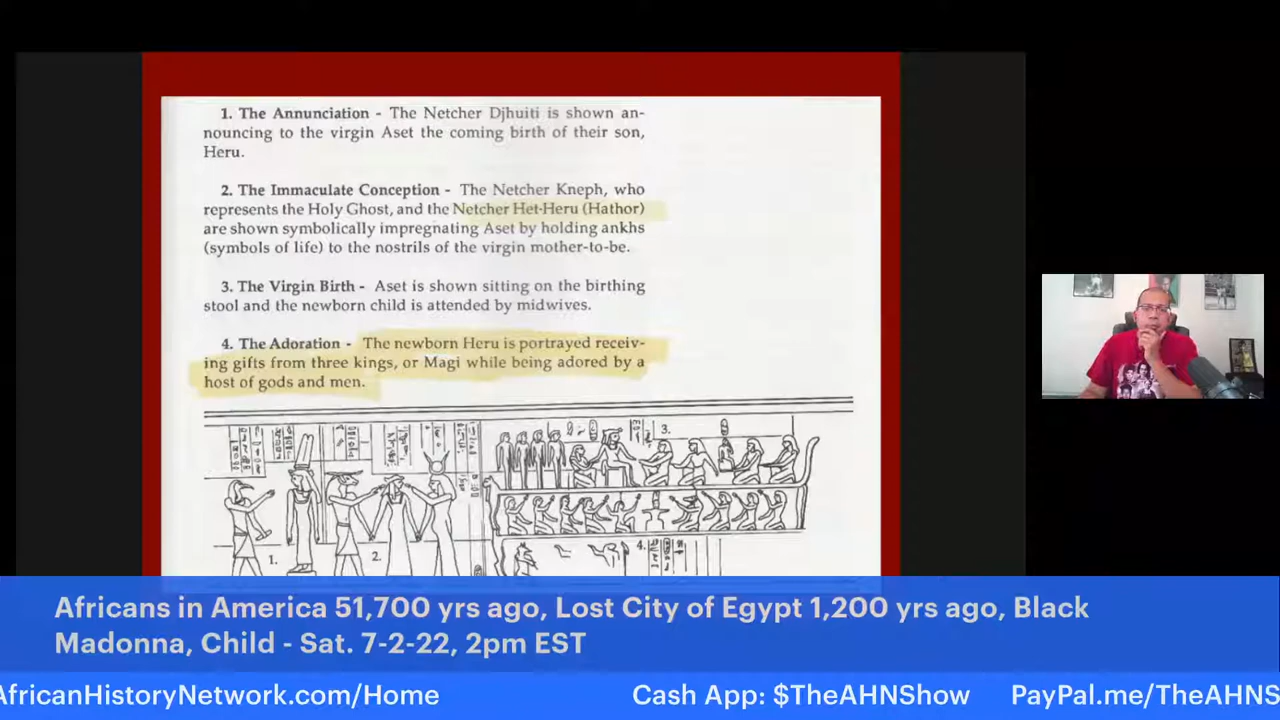 1. The Annunciation - The Netcher Djhuiti is shown an-
nouncing to the virgin Aset the coming birth of their son,
Heru.
2. The Immaculate Conception - The Netcher Kneph, who
represents the Holy Ghost, and the Netcher Het-Heru (Hathor)
are shown symbolically impregnating Aset by holding ankhs
(symbols of life) to the nostrils of the virgin mother-to-be.
3. The Virgin Birth - Aset is shown sitting on the birthing
stool and the newborn child is attended by midwives.
4. The Adoration - The newborn Heru is portrayed receiv-
ing gifts from three kings, or Magi while being adored by a
host of gods and men.
3.
1.
2.
4.
Africans in America 51,700 yrs ago, Lost City of Egypt 1,200 yrs ago, Black
Madonna, Child - Sat. 7-2-22, 2pm EST
AfricanHistoryNetwork.com/Home Cash App: $TheAHNShow PayPal.me/TheAHNS